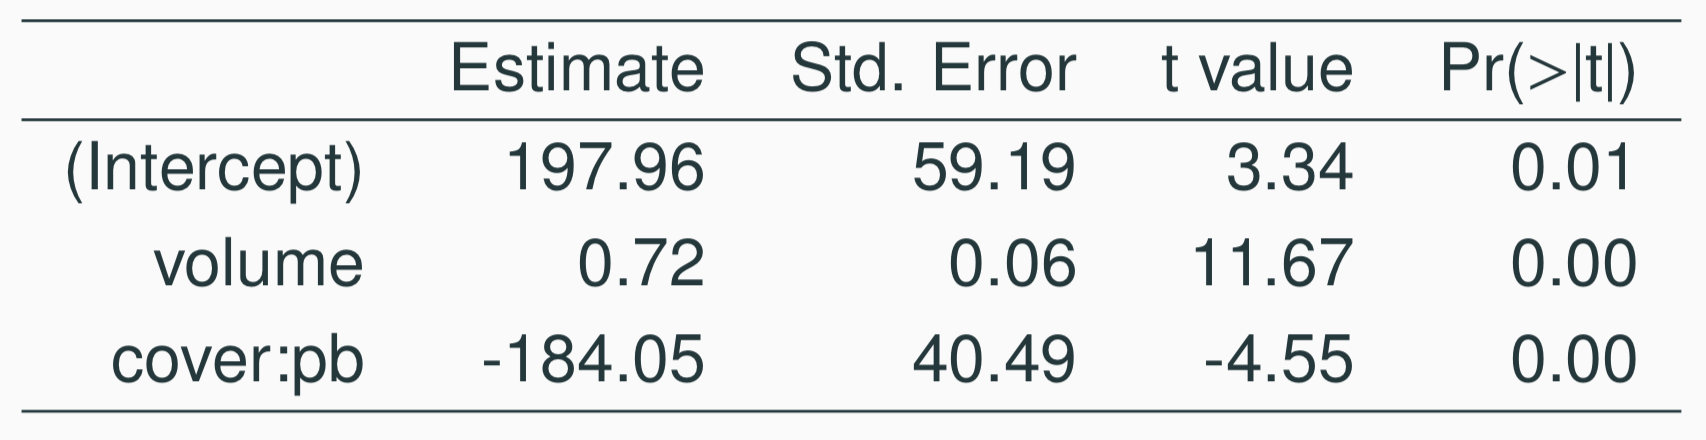 Estimate Std. Error t value Pr(>|t|)
(Intercept) 197.96 59.19 3.34 0.01
volume 0.72 0.06 11.67 0.00
cover:pb -184.05 40.49 -4.55 0.00